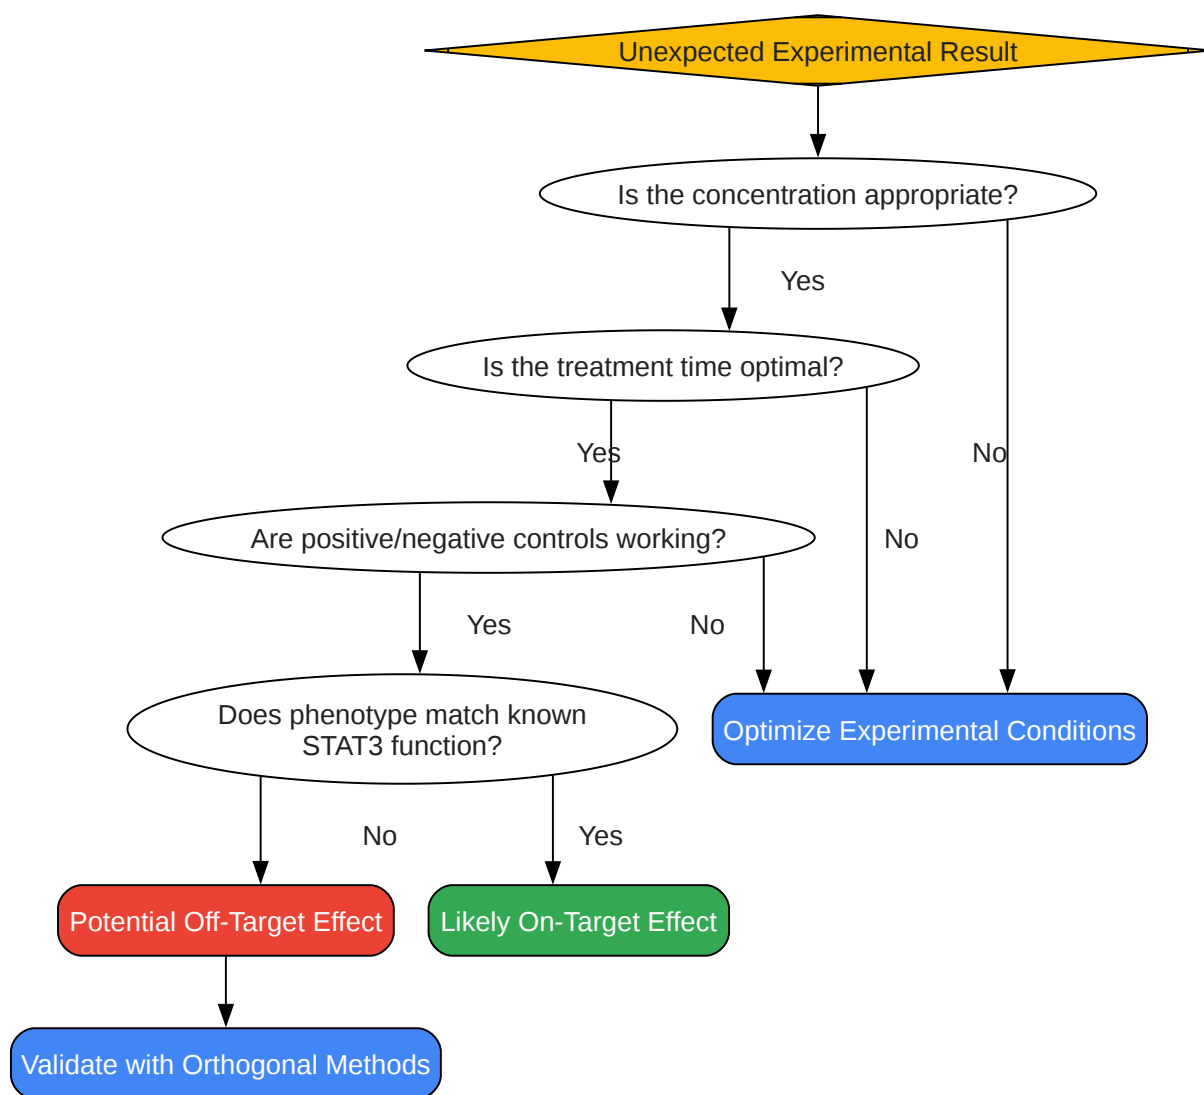 Unexpected Experimental Result
Is the concentration appropriate?
Yes
Is the treatment time optimal?
Yes
No
Are positive/negative controls working?
No
Yes
No
Does phenotype match known
STAT3 function?
Optimize Experimental Conditions
No
Yes
Potential Off-Target Effect
Likely On-Target Effect
Validate with Orthogonal Methods